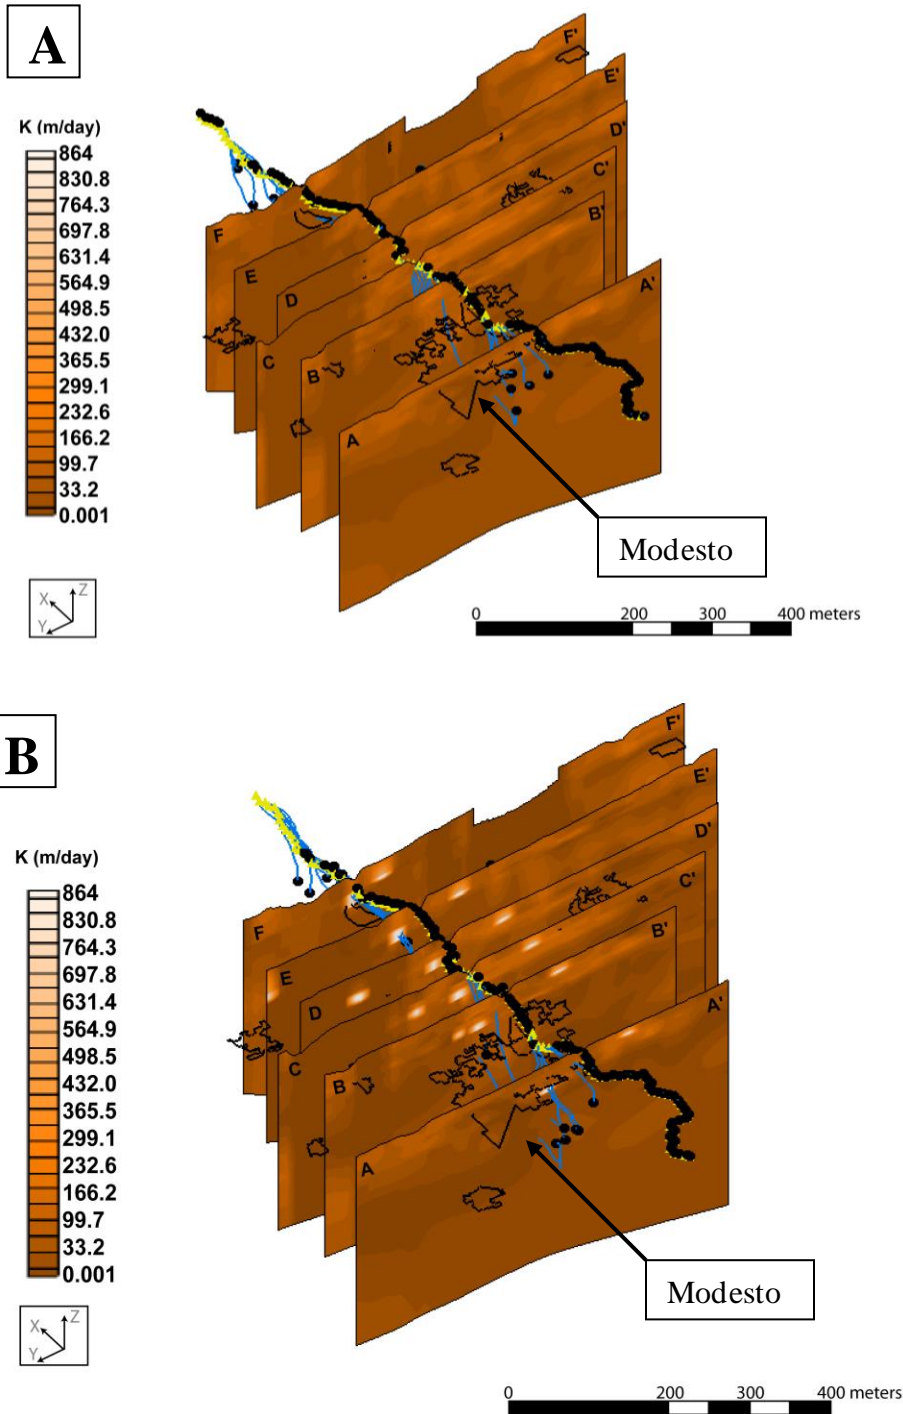 A
K (m/day)
864
830.8
764.3
697.8
631.4
564.9
498.5
432.0
365.5
299.1
232.6
166.2
99.7
33.2
0.001
F'
E'
D'
C'
B'
A'
F
E
D
C
B
A
Modesto
X
Z
Y
0 200 300 400 meters
B
K (m/day)
864
830.8
764.3
697.8
631.4
564.9
498.5
432.0
365.5
299.1
232.6
166.2
99.7
33.2
0.001
F'
E'
D'
C'
B'
A'
F
E
D
C
B
A
Modesto
X
Z
Y
0 200 300 400 meters